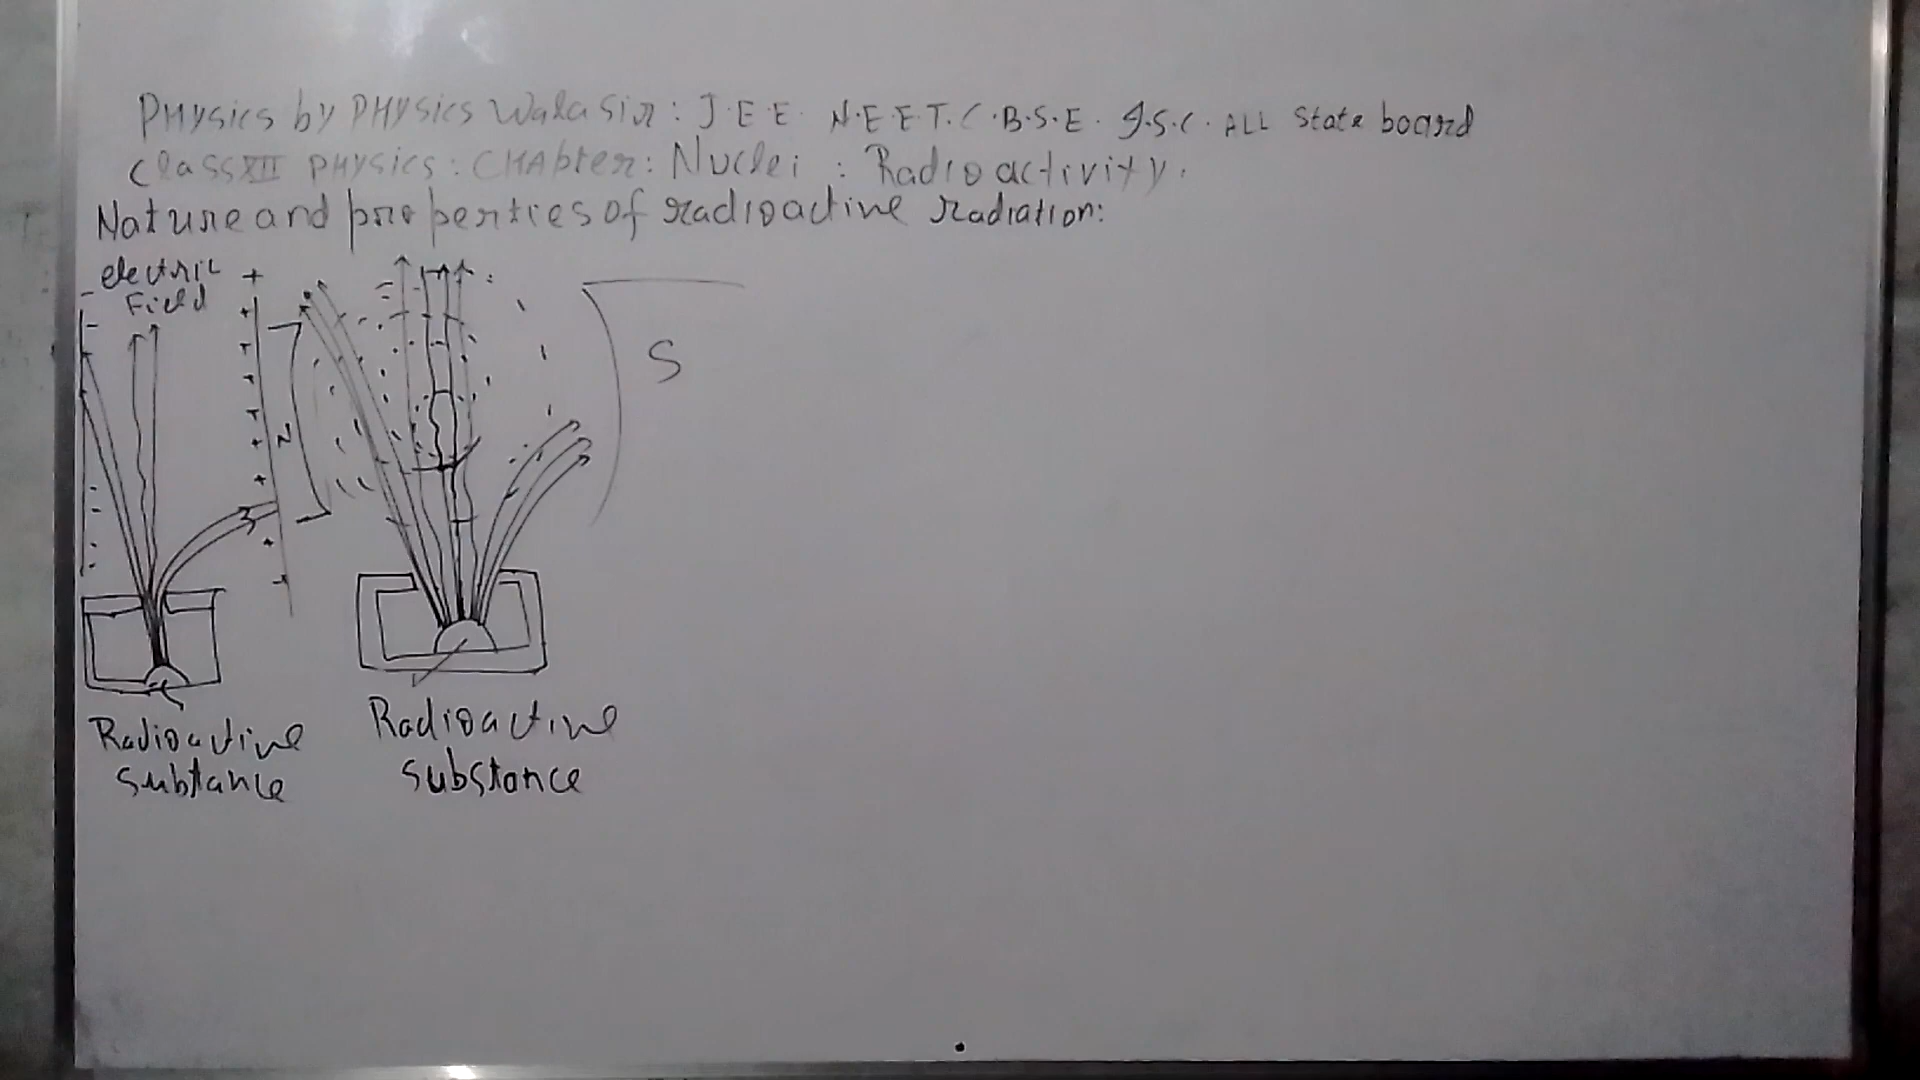 Physics by PHYSICS Wala sir: J.E.E. N.E.E.T. C.B.S.E. I.S.C. ALL State board
Class XII PHYSICS: CHApter: Nuclei : Radioactivity.
Nature and properties of radioactive radiation:
electric
Field
N
S
Radioactive
subtance
Radioactive
substance